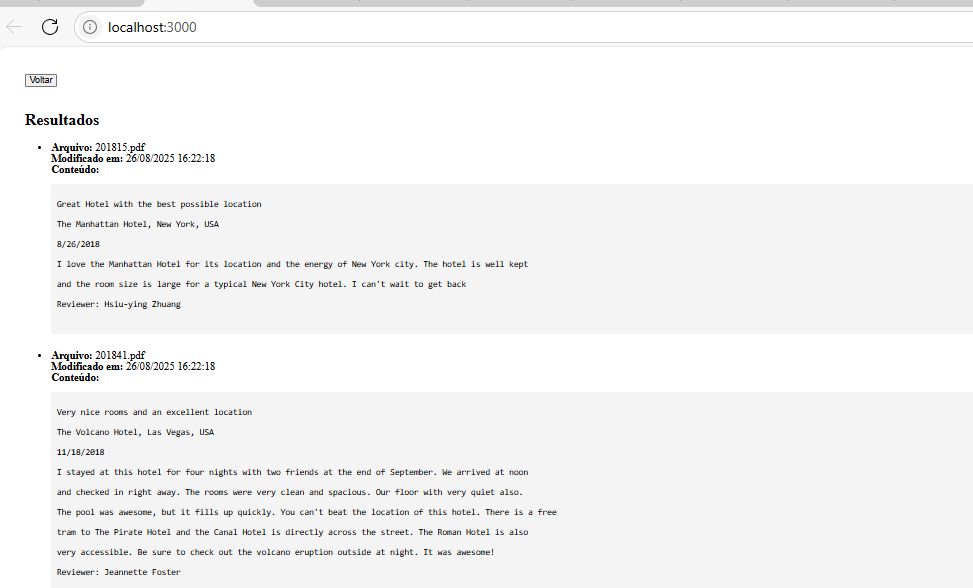 localhost:3000
Voltar
Resultados
Arquivo: 201815.pdf
Modificado em: 26/08/2025 16:22:18
Conteúdo:
Great Hotel with the best possible location
The Manhattan Hotel, New York, USA
8/26/2018
I love the Manhattan Hotel for its location and the energy of New York city. The hotel is well kept
and the room size is large for a typical New York City hotel. I can't wait to get back
Reviewer: Hsiu-ying Zhuang
Arquivo: 201841.pdf
Modificado em: 26/08/2025 16:22:18
Conteúdo:
Very nice rooms and an excellent location
The Volcano Hotel, Las Vegas, USA
11/18/2018
I stayed at this hotel for four nights with two friends at the end of September. We arrived at noon
and checked in right away. The rooms were very clean and spacious. Our floor with very quiet also.
The pool was awesome, but it fills up quickly. You can't beat the location of this hotel. There is a free
tram to The Pirate Hotel and the Canal Hotel is directly across the street. The Roman Hotel is also
very accessible. Be sure to check out the volcano eruption outside at night. It was awesome!
Reviewer: Jeannette Foster